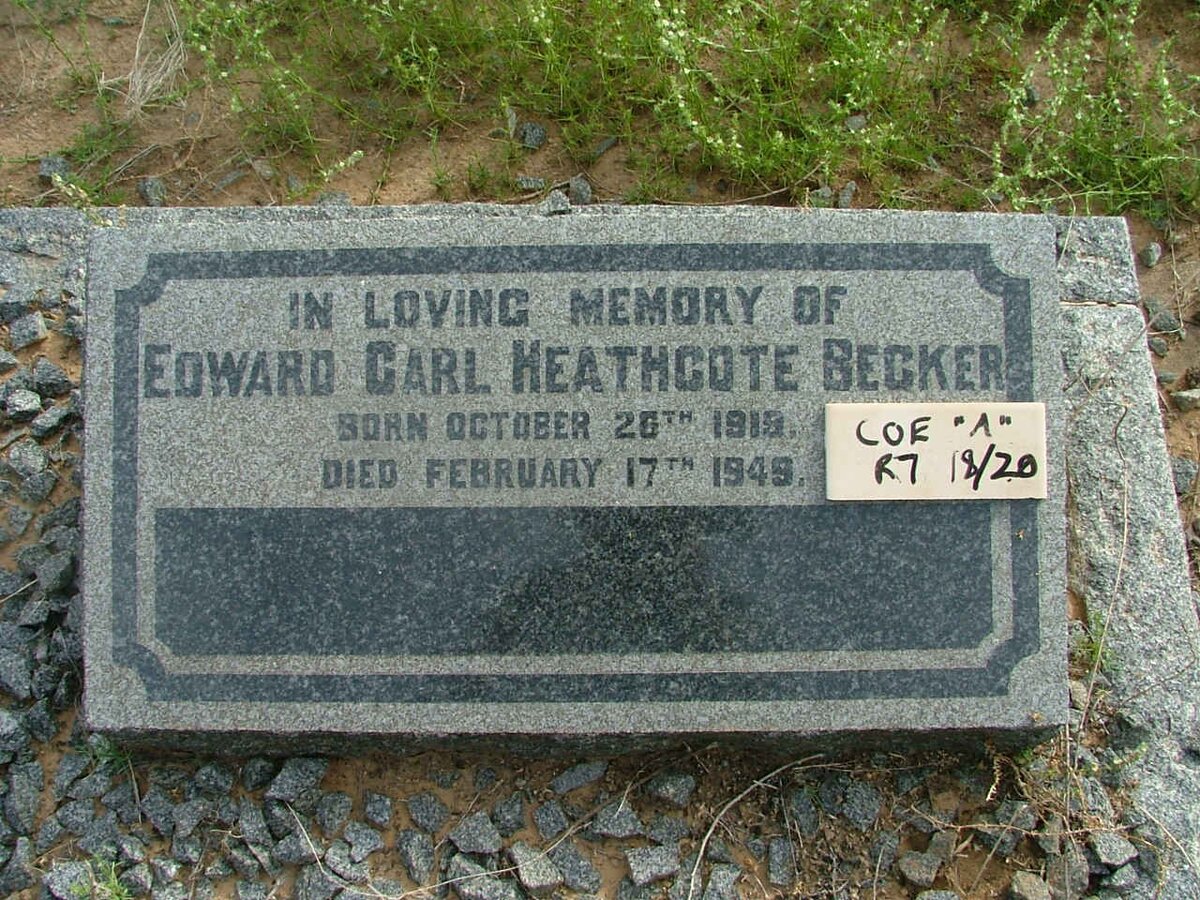 IN LOVING MEMORY OF
EDWARD CARL HEATHCOTE BECKER
BORN OCTOBER 26TH 1919.
DIED FEBRUARY 17TH 1949.
COE "A"
R7 18/20